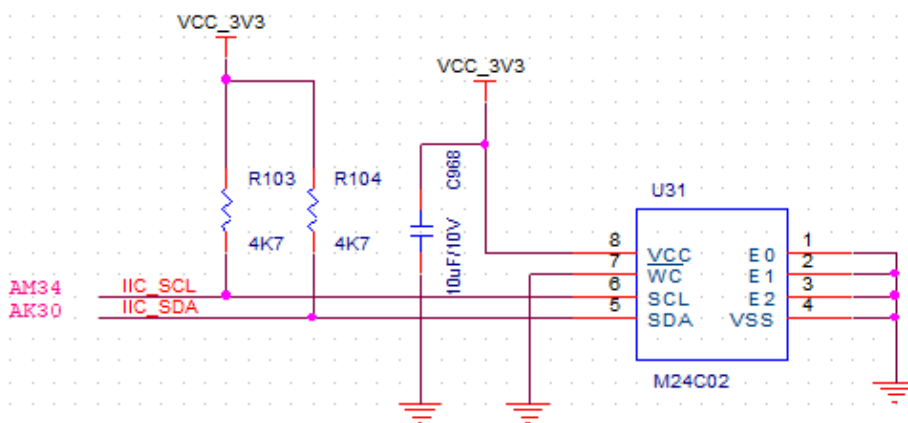 VCC_3V3
VCC_3V3
R103
R104
4K7
4K7
C968
10uF/10V
U31
8 VCC E0 1
7 WC E1 2
6 SCL E2 3
5 SDA VSS 4
M24C02
AM34 IIC_SCL
AK30 IIC_SDA